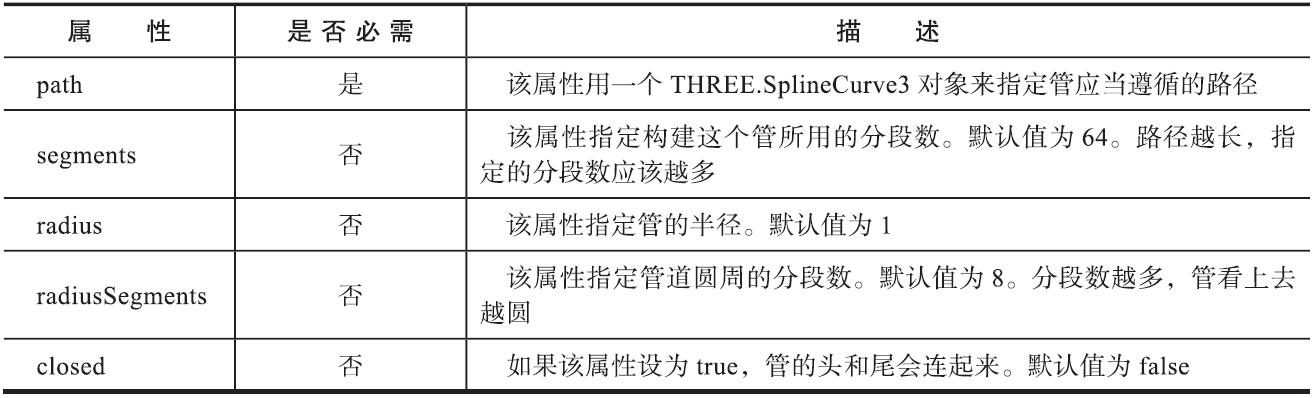 属 性 是否必需 描 述
path 是 该属性用一个 THREE.SplineCurve3 对象来指定管应当遵循的路径
segments 否 该属性指定构建这个管所用的分段数。默认值为 64。路径越长，指
定的分段数应该越多
radius 否 该属性指定管的半径。默认值为 1
radiusSegments 否 该属性指定管道圆周的分段数。默认值为 8。分段数越多，管看上去
越圆
closed 否 如果该属性设为 true，管的头和尾会连起来。默认值为 false